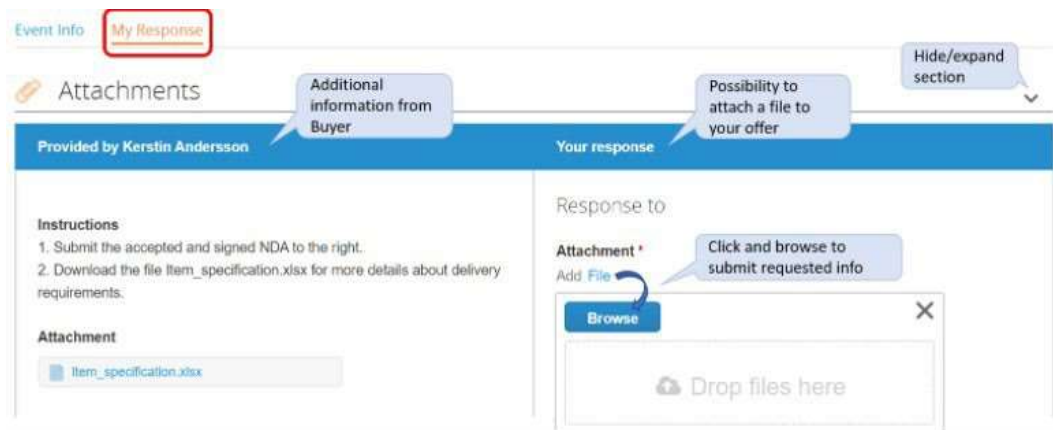 Event Info
My Response
Hide/expand
section
Attachments
Additional
information from
Buyer
Possibility to
attach a file to
your offer
Provided by Kerstin Andersson
Your response
Instructions
1. Submit the accepted and signed NDA to the right.
2. Download the file Item_specification.xlsx for more details about delivery
requirements.
Attachment
Item_specification.xlsx
Response to
Attachment *
Add File
Click and browse to
submit requested info
Browse
Drop files here